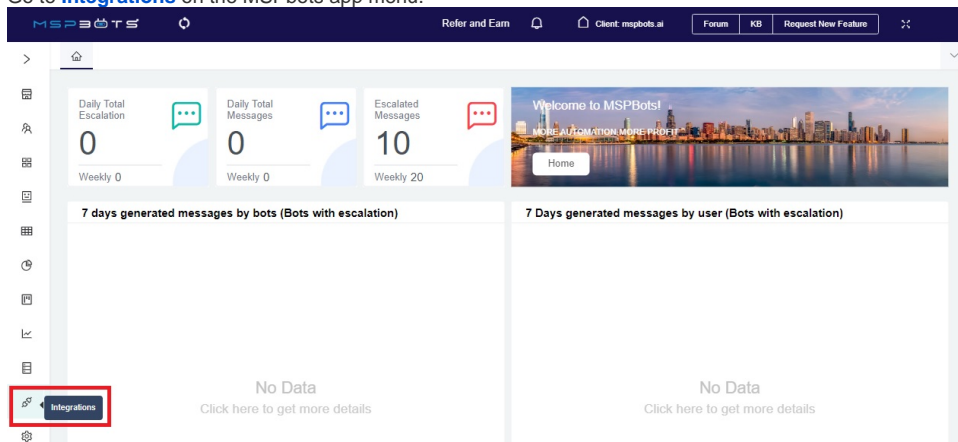 Go to Integrations on the MSPbots app menu.
MSPBOTS
Refer and Earn
Client: mspbots.ai
Forum
KB
Request New Feature
Daily Total
Escalation
0
Weekly 0
Daily Total
Messages
0
Weekly 0
Escalated
Messages
10
Weekly 20
Welcome to MSPBots!
MORE AUTOMATION MORE PROFIT
Home
7 days generated messages by bots (Bots with escalation)
No Data
Click here to get more details
7 Days generated messages by user (Bots with escalation)
No Data
Click here to get more details
Integrations